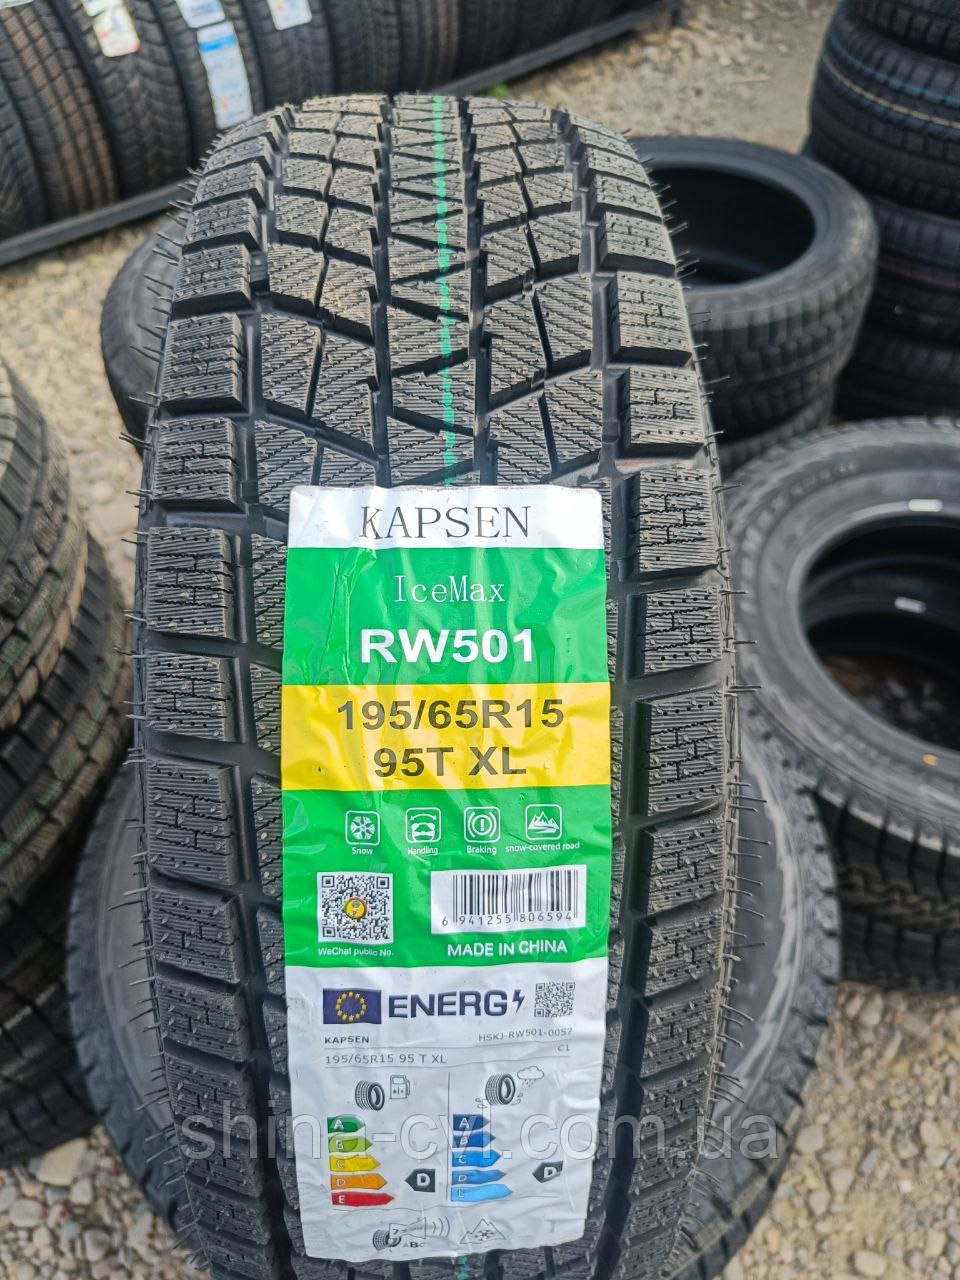 KAPSEN
IceMax
RW501
195/65R15
95T XL
Snow
Handling
Braking
snow-covered road
WeChat public No.
6 941255 806594
MADE IN CHINA
ENERG
KAPSEN
HSKJ-RW501-0057
195/65R15 95 T XL
C1
A
B
C
D
E
D
A
B
C
D
E
D
ABC
shina-cvl.com.ua